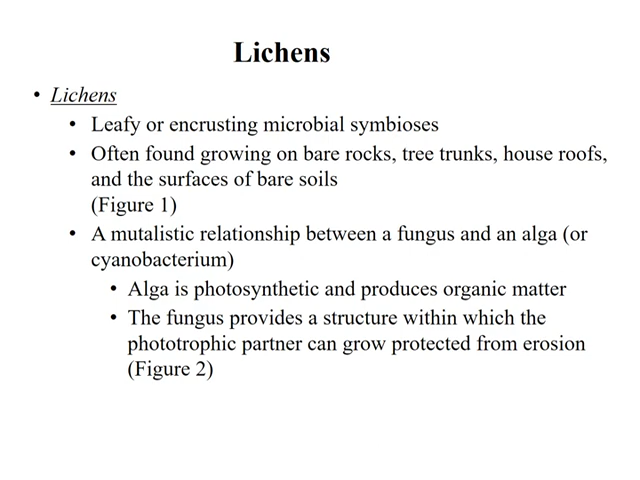 Lichens
• Lichens
• Leafy or encrusting microbial symbioses
• Often found growing on bare rocks, tree trunks, house roofs,
and the surfaces of bare soils
(Figure 1)
• A mutalistic relationship between a fungus and an alga (or
cyanobacterium)
• Alga is photosynthetic and produces organic matter
• The fungus provides a structure within which the
phototrophic partner can grow protected from erosion
(Figure 2)